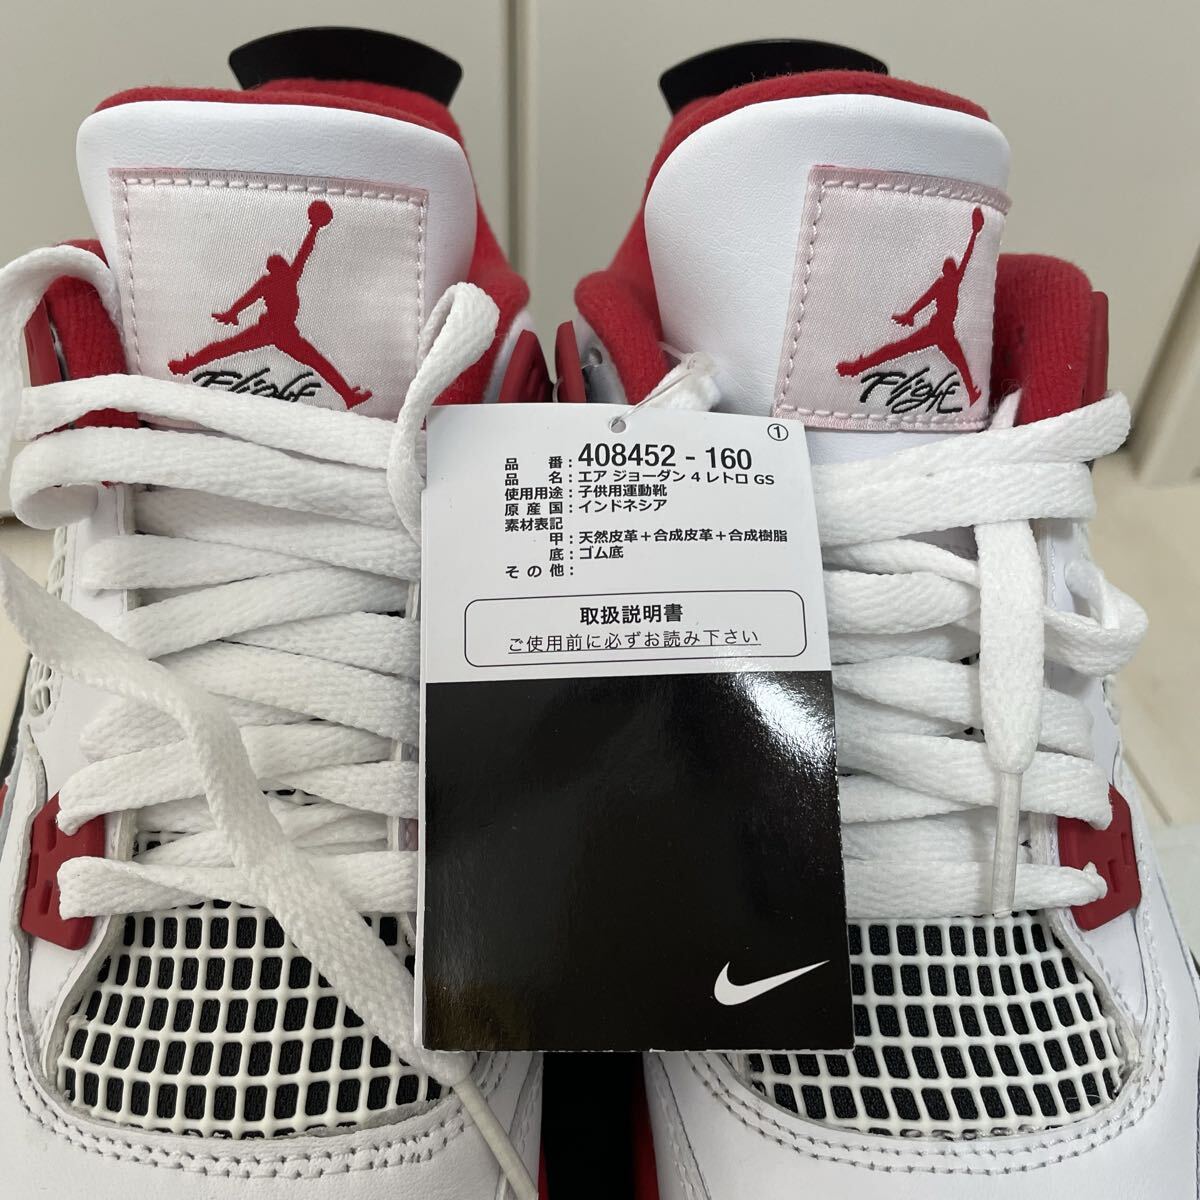 Flight
Flight
①
品番：408452 - 160
品名：エア ジョーダン 4 レトロ GS
使用用途：子供用運動靴
原産国：インドネシア
素材表記
甲：天然皮革＋合成皮革＋合成樹脂
底：ゴム底
その他：
取扱説明書
ご使用前に必ずお読み下さい